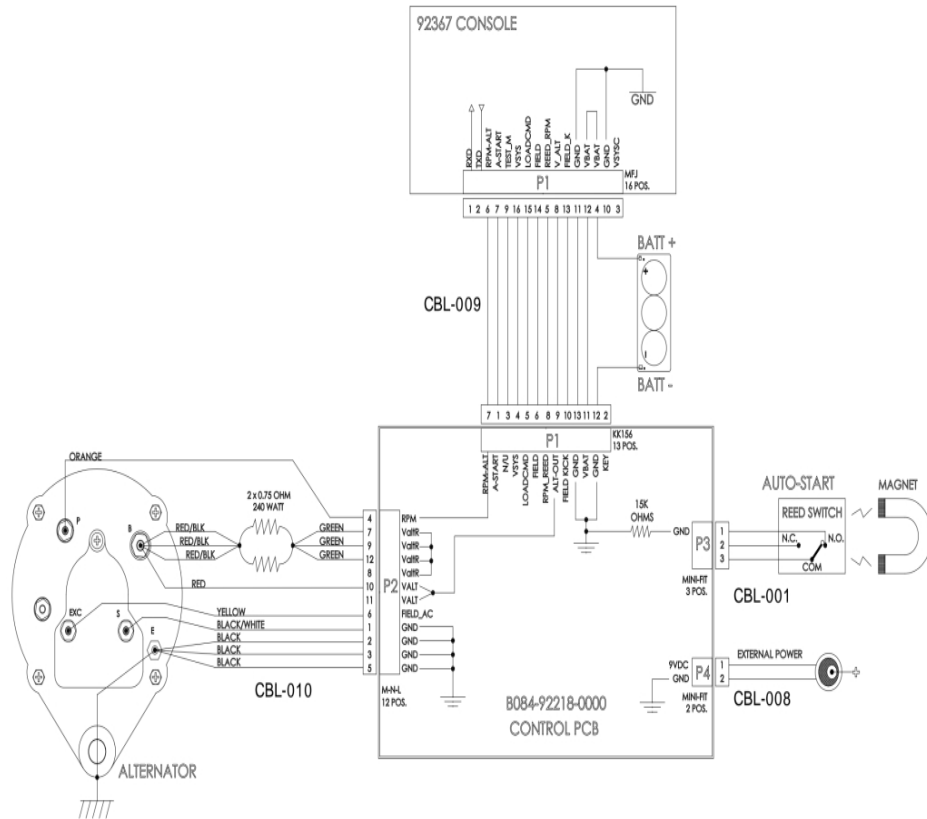 92367 CONSOLE
GND
RXD
TXD
RPM-ALT
A-START
TEST_M
VSYS
LOADCMD
FIELD
REED_RPM
V_ALT
FIELD_K
GND
VBAT
VBAT
GND
VSYSC
P1
MFJ
16 POS.
1 2 6 7 9 16 15 14 5 8 13 11 12 4 10 3
BATT +
+
CBL-009
-
BATT -
7 1 3 4 5 6 8 9 10 13 11 12 2
P1
KK156
13 POS.
RPM-ALT
A-START
N/U
VSYS
LOADCMD
FIELD
RPM_REED
ALT-OUT
FIELD KICK
GND
VBAT
GND
KEY
ORANGE
P
B
2 x 0.75 OHM
240 WATT
RED/BLK
RED/BLK
RED/BLK
GREEN
GREEN
GREEN
RED
EXC
S
E
YELLOW
BLACK/WHITE
BLACK
BLACK
BLACK
CBL-010
ALTERNATOR
4 RPM
7 ValtR
9 ValtR
12 ValtR
8 ValtR
10 VALT
11 VALT
6 FIELD_AC
1 GND
2 GND
3 GND
5 GND
P2
M-N-L
12 POS.
15K
OHMS
GND
P3
1
2
3
MINI-FIT
3 POS.
AUTO-START
REED SWITCH
N.C.
N.O.
COM
MAGNET
CBL-001
9VDC
GND
P4
1
2
EXTERNAL POWER
+
MINI-FIT
2 POS.
CBL-008
B084-92218-0000
CONTROL PCB